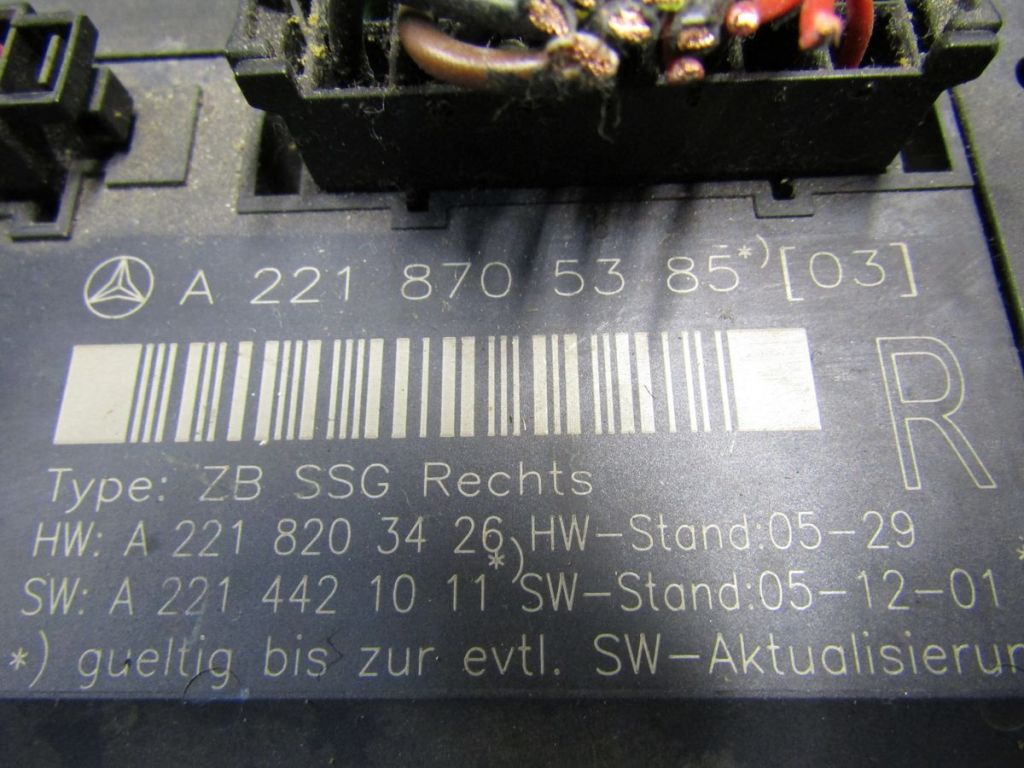 A 221 870 53 85*)[03]
R
Type: ZB SSG Rechts
HW: A 221 820 34 26 HW-Stand:05-29
SW: A 221 442 10 11*) SW-Stand:05-12-01
*) gueltig bis zur evtl. SW-Aktualisierun